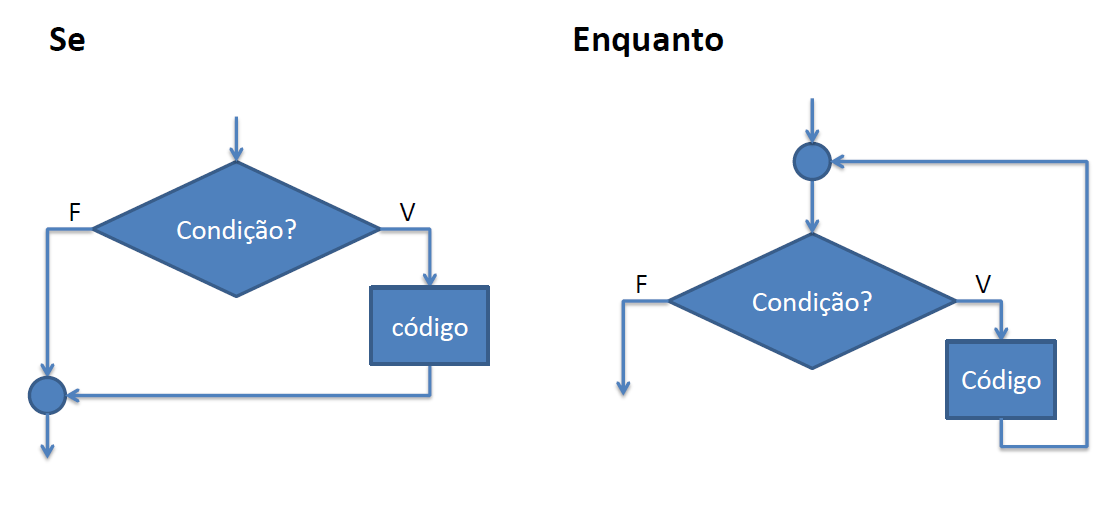 Se
F
Condição?
V
código
Enquanto
F
Condição?
V
Código